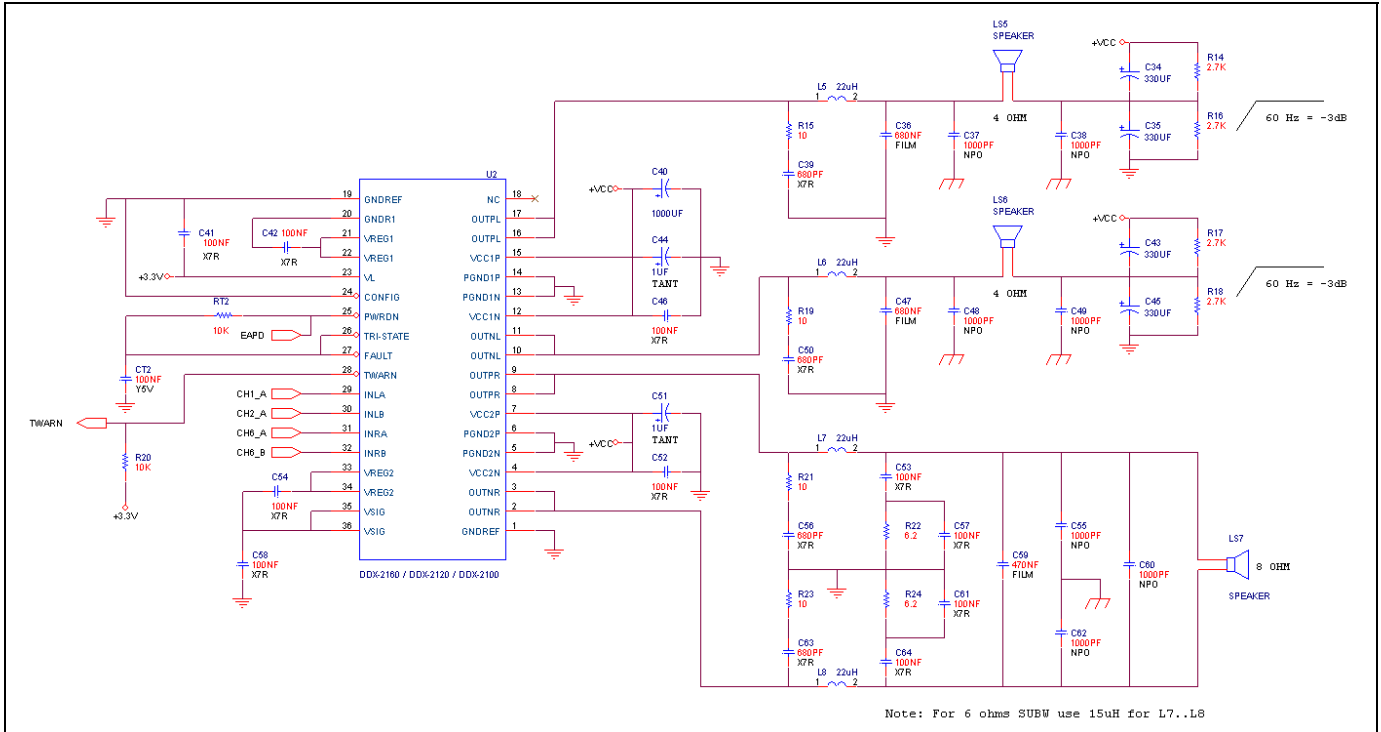 LS5
SPEAKER
4 OHM
+VCC
C34
330UF
R14
2.7K
C35
330UF
R16
2.7K
60 Hz = -3dB
L5 22uH
1 2
R15
10
C39
680PF
X7R
C36
680NF
FILM
C37
1000PF
NPO
C38
1000PF
NPO
LS6
SPEAKER
4 OHM
+VCC
C43
330UF
R17
2.7K
C45
330UF
R18
2.7K
60 Hz = -3dB
L6 22uH
1 2
R19
10
C50
680PF
X7R
C47
680NF
FILM
C48
1000PF
NPO
C49
1000PF
NPO
+VCC
C40
1000UF
C44
1UF
TANT
C46
100NF
X7R
C51
1UF
TANT
+VCC
C52
100NF
X7R
U2
19 GNDREF
20 GNDR1
21 VREG1
22 VREG1
23 VL
24 CONFIG
25 PWRDN
26 TRI-STATE
27 FAULT
28 TWARN
29 INLA
30 INLB
31 INRA
32 INRB
33 VREG2
34 VREG2
35 VSIG
36 VSIG
NC 18
OUTPL 17
OUTPL 16
VCC1P 15
PGND1P 14
PGND1N 13
VCC1N 12
OUTNL 11
OUTNL 10
OUTPR 9
OUTPR 8
VCC2P 7
PGND2P 6
PGND2N 5
VCC2N 4
OUTNR 3
OUTNR 2
GNDREF 1
DDX-2160 / DDX-2120 / DDX-2100
C41
100NF
X7R
C42 100NF
X7R
+3.3V
RT2
10K
EAPD
CT2
100NF
Y5V
CH1_A
CH2_A
CH6_A
CH6_B
TWARN
R20
10K
+3.3V
C54
100NF
X7R
C58
100NF
X7R
L7 22uH
1 2
R21
10
C56
680PF
X7R
R23
10
C63
680PF
X7R
C53
100NF
X7R
R22
6.2
C57
100NF
X7R
R24
6.2
C61
100NF
X7R
C64
100NF
X7R
L8 22uH
1 2
C59
470NF
FILM
C55
1000PF
NPO
C62
1000PF
NPO
C60
1000PF
NPO
LS7
8 OHM
SPEAKER
Note: For 6 ohms SUBW use 15uH for L7..L8